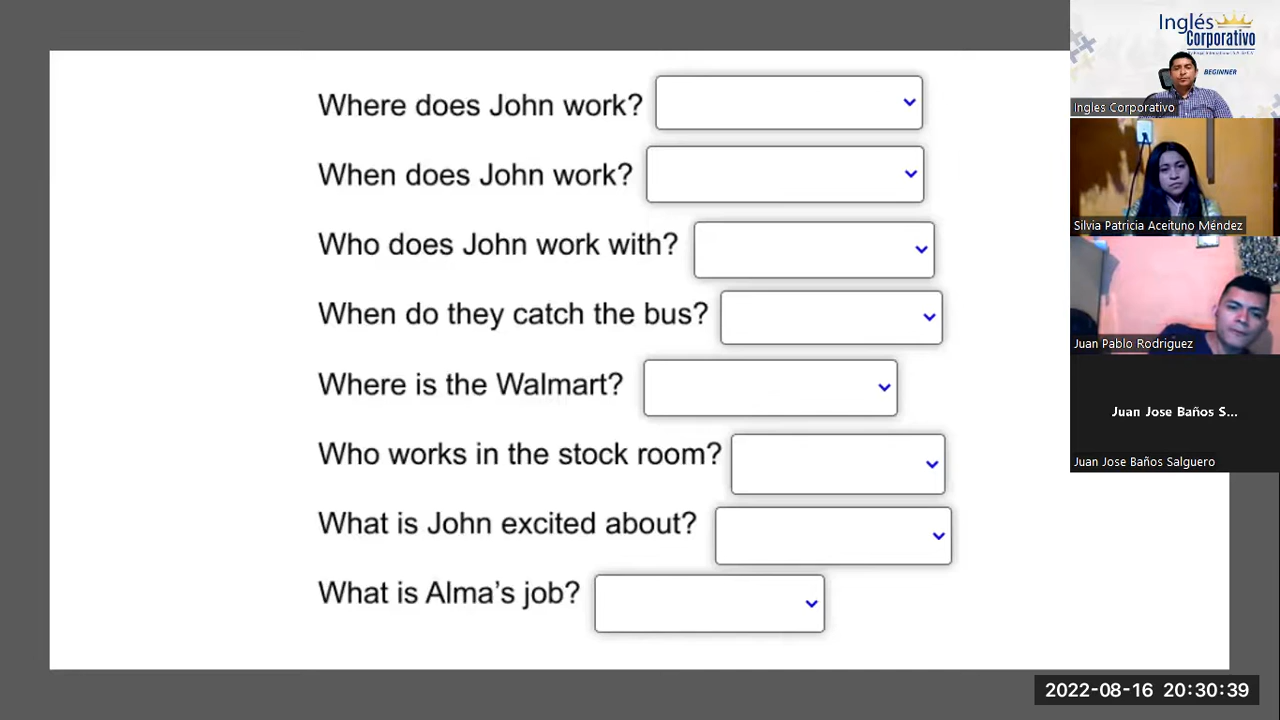 Where does John work?
When does John work?
Who does John work with?
When do they catch the bus?
Where is the Walmart?
Who works in the stock room?
What is John excited about?
What is Alma's job?
Inglés
Corporativo
BEGINNER
Ingles Corporativo
Silvia Patricia Aceituno Méndez
Juan Pablo Rodriguez
Juan Jose Baños S...
Juan Jose Baños Salguero
2022-08-16 20:30:39